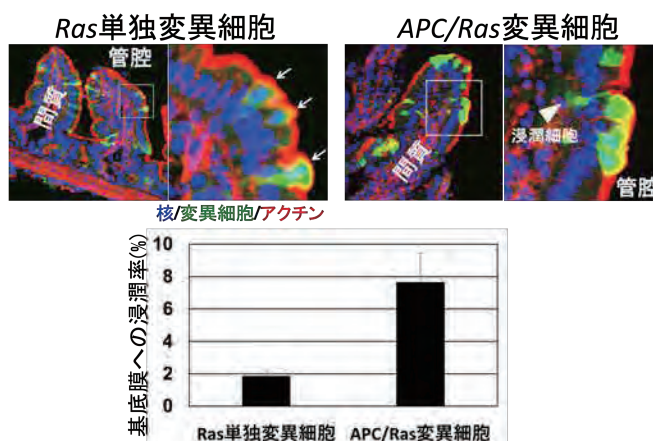 Ras単独変異細胞
APC/Ras変異細胞
管腔
間質
間質
浸潤細胞
管腔
核/変異細胞/アクチン
基底膜への浸潤率(%)
10
8
6
4
2
0
Ras単独変異細胞
APC/Ras変異細胞